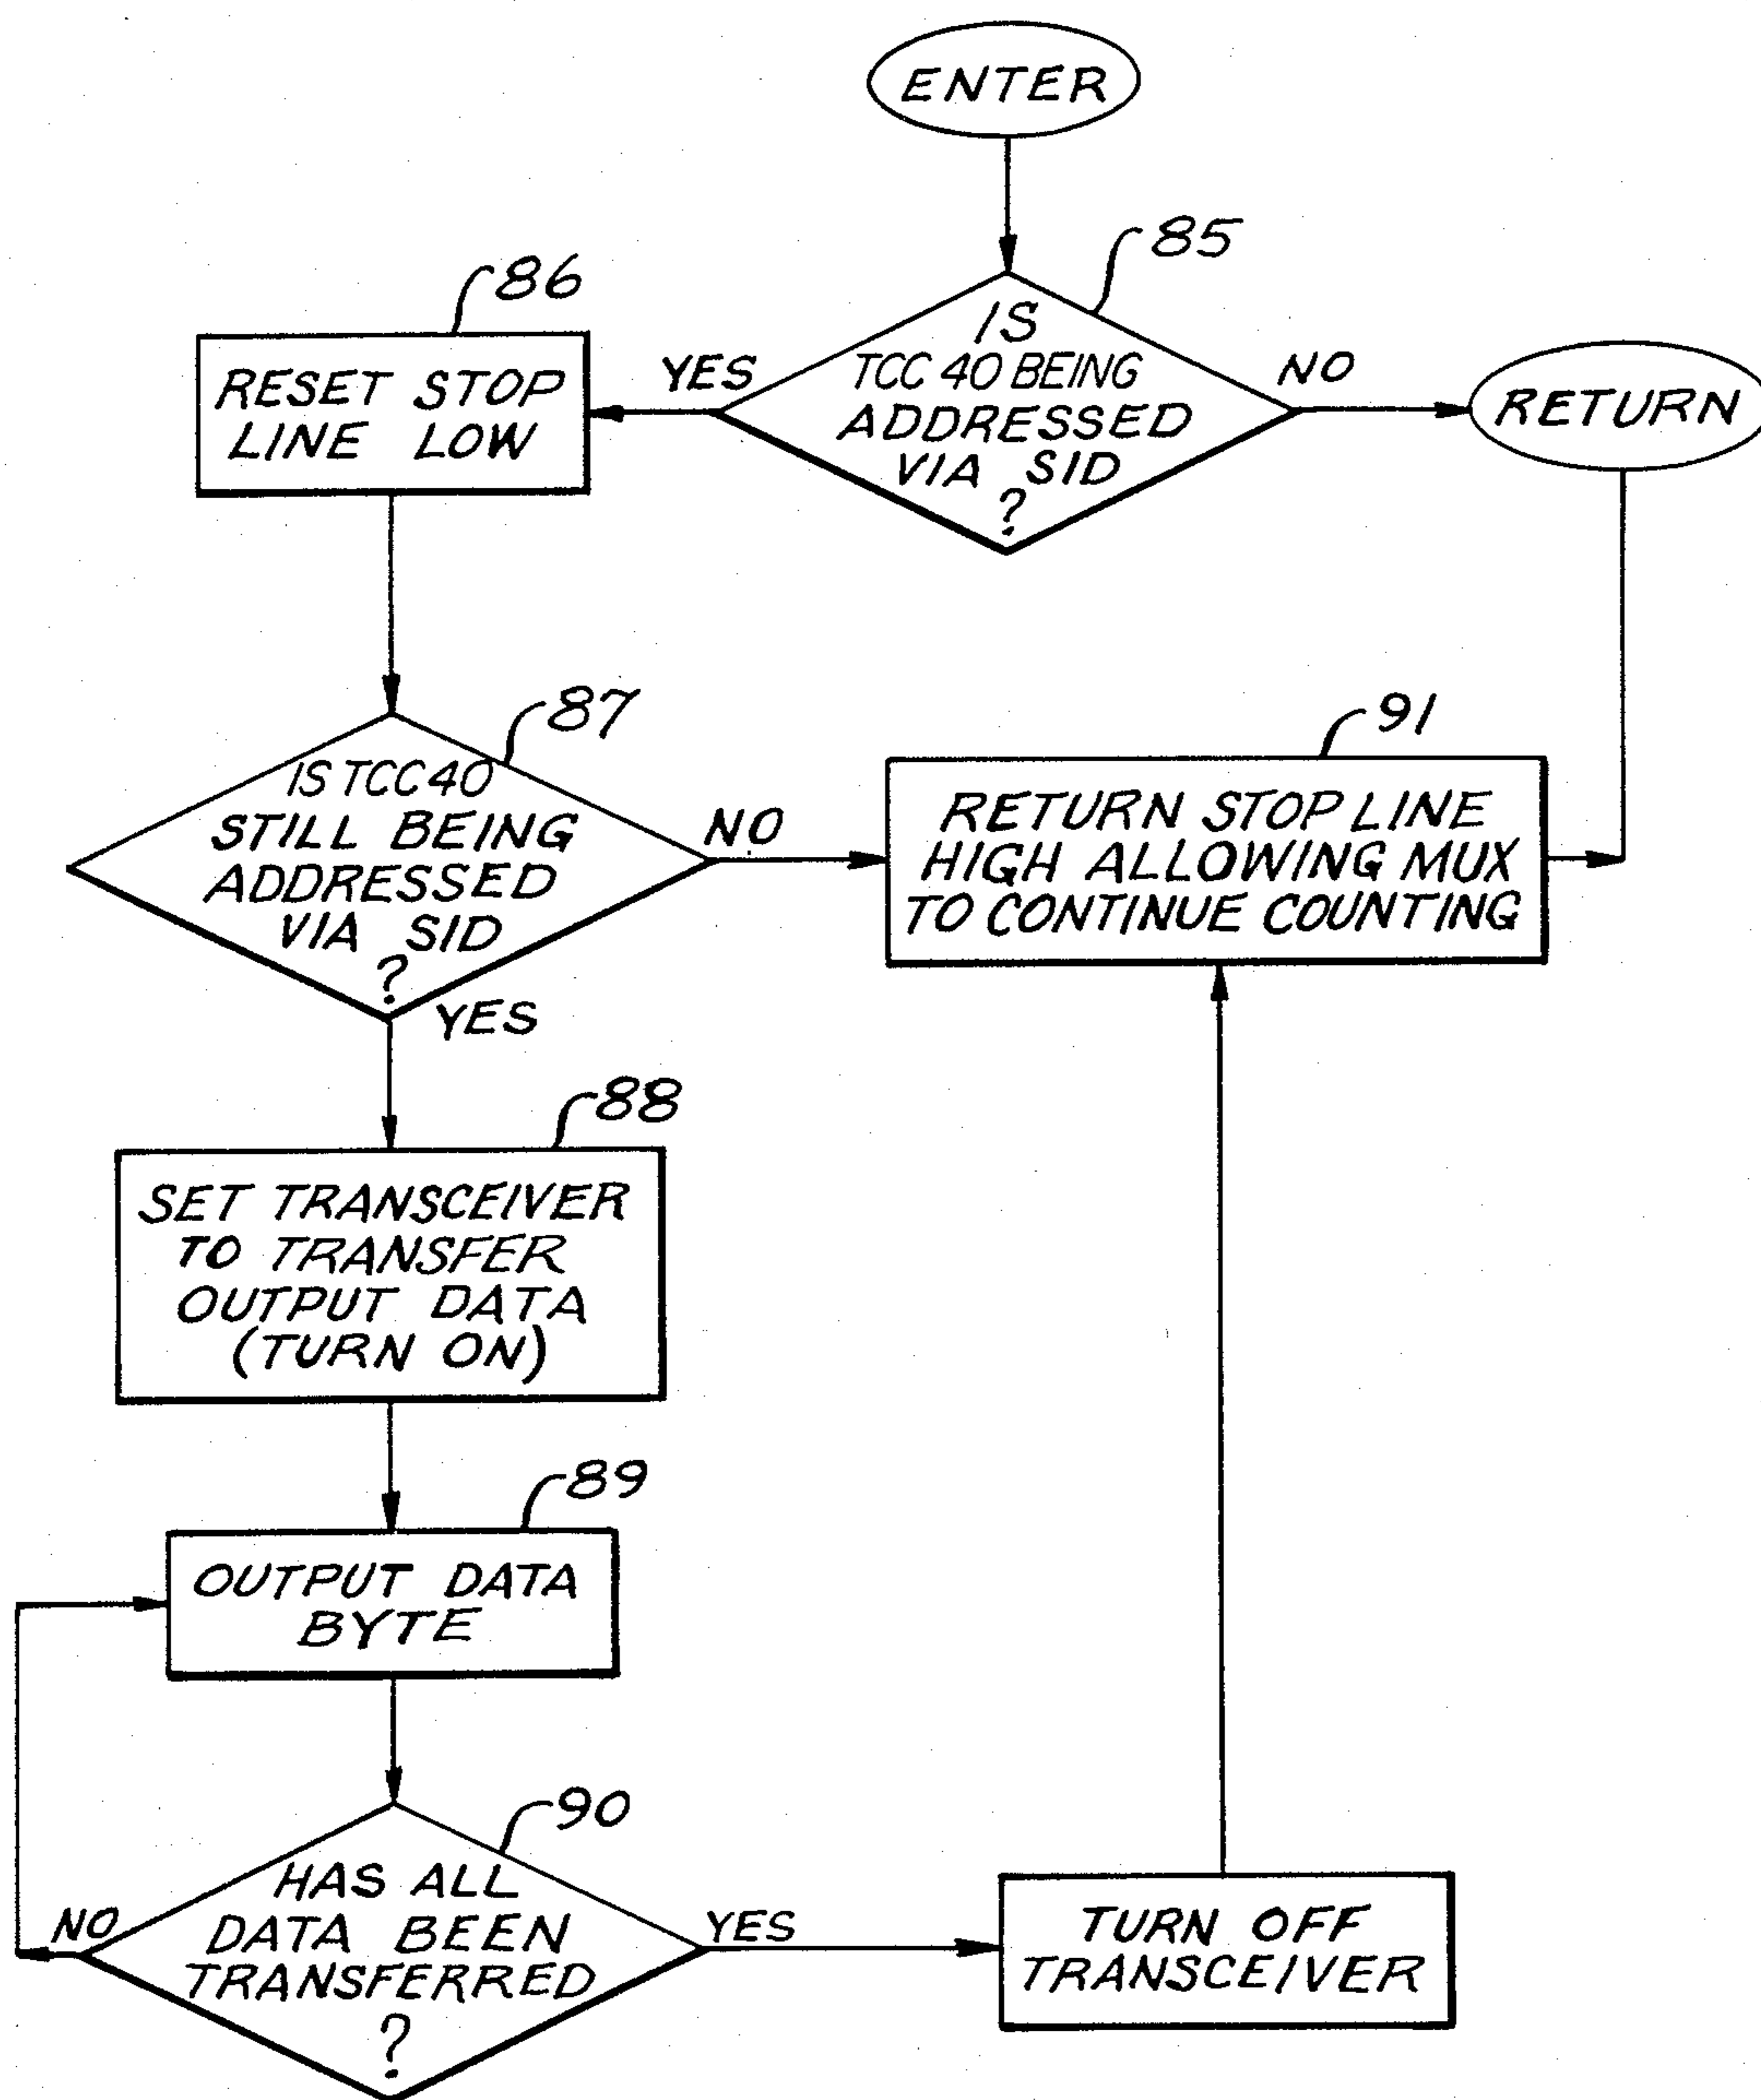 ENTER
85
IS
TCC 40 BEING
ADDRESSED
VIA SID
?
YES
NO
86
RESET STOP
LINE LOW
RETURN
87
IS TCC 40
STILL BEING
ADDRESSED
VIA SID
?
NO
YES
91
RETURN STOP LINE
HIGH ALLOWING MUX
TO CONTINUE COUNTING
88
SET TRANSCEIVER
TO TRANSFER
OUTPUT DATA
(TURN ON)
89
OUTPUT DATA
BYTE
90
HAS ALL
DATA BEEN
TRANSFERRED
?
NO
YES
TURN OFF
TRANSCEIVER